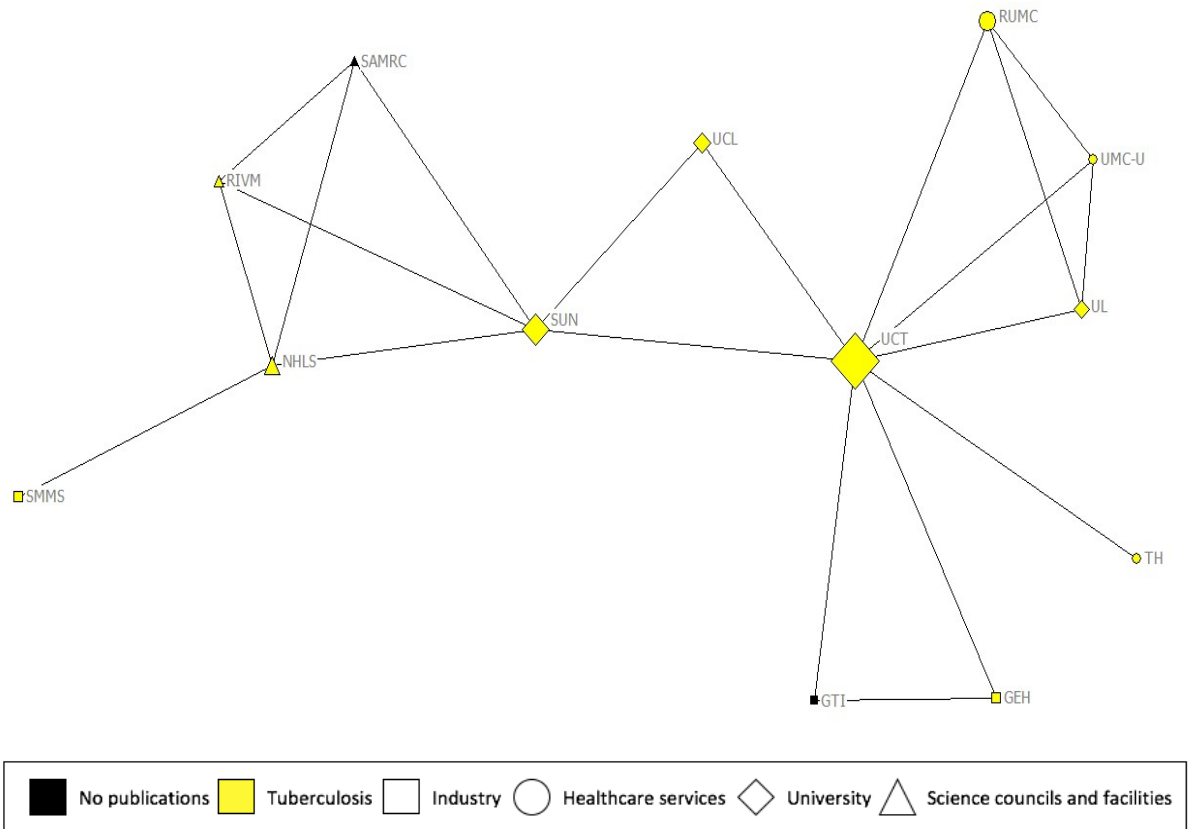 RUMC
SAMRC
UCL
UMC-U
RIVM
UL
SUN
UCT
NHLS
SMMS
TH
GTI
GEH
No publications Tuberculosis Industry Healthcare services University Science councils and facilities